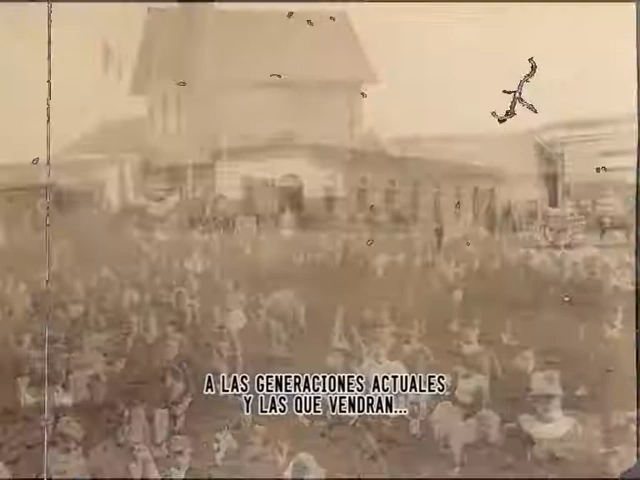 A LAS GENERACIONES ACTUALES
Y LAS QUE VENDRAN...